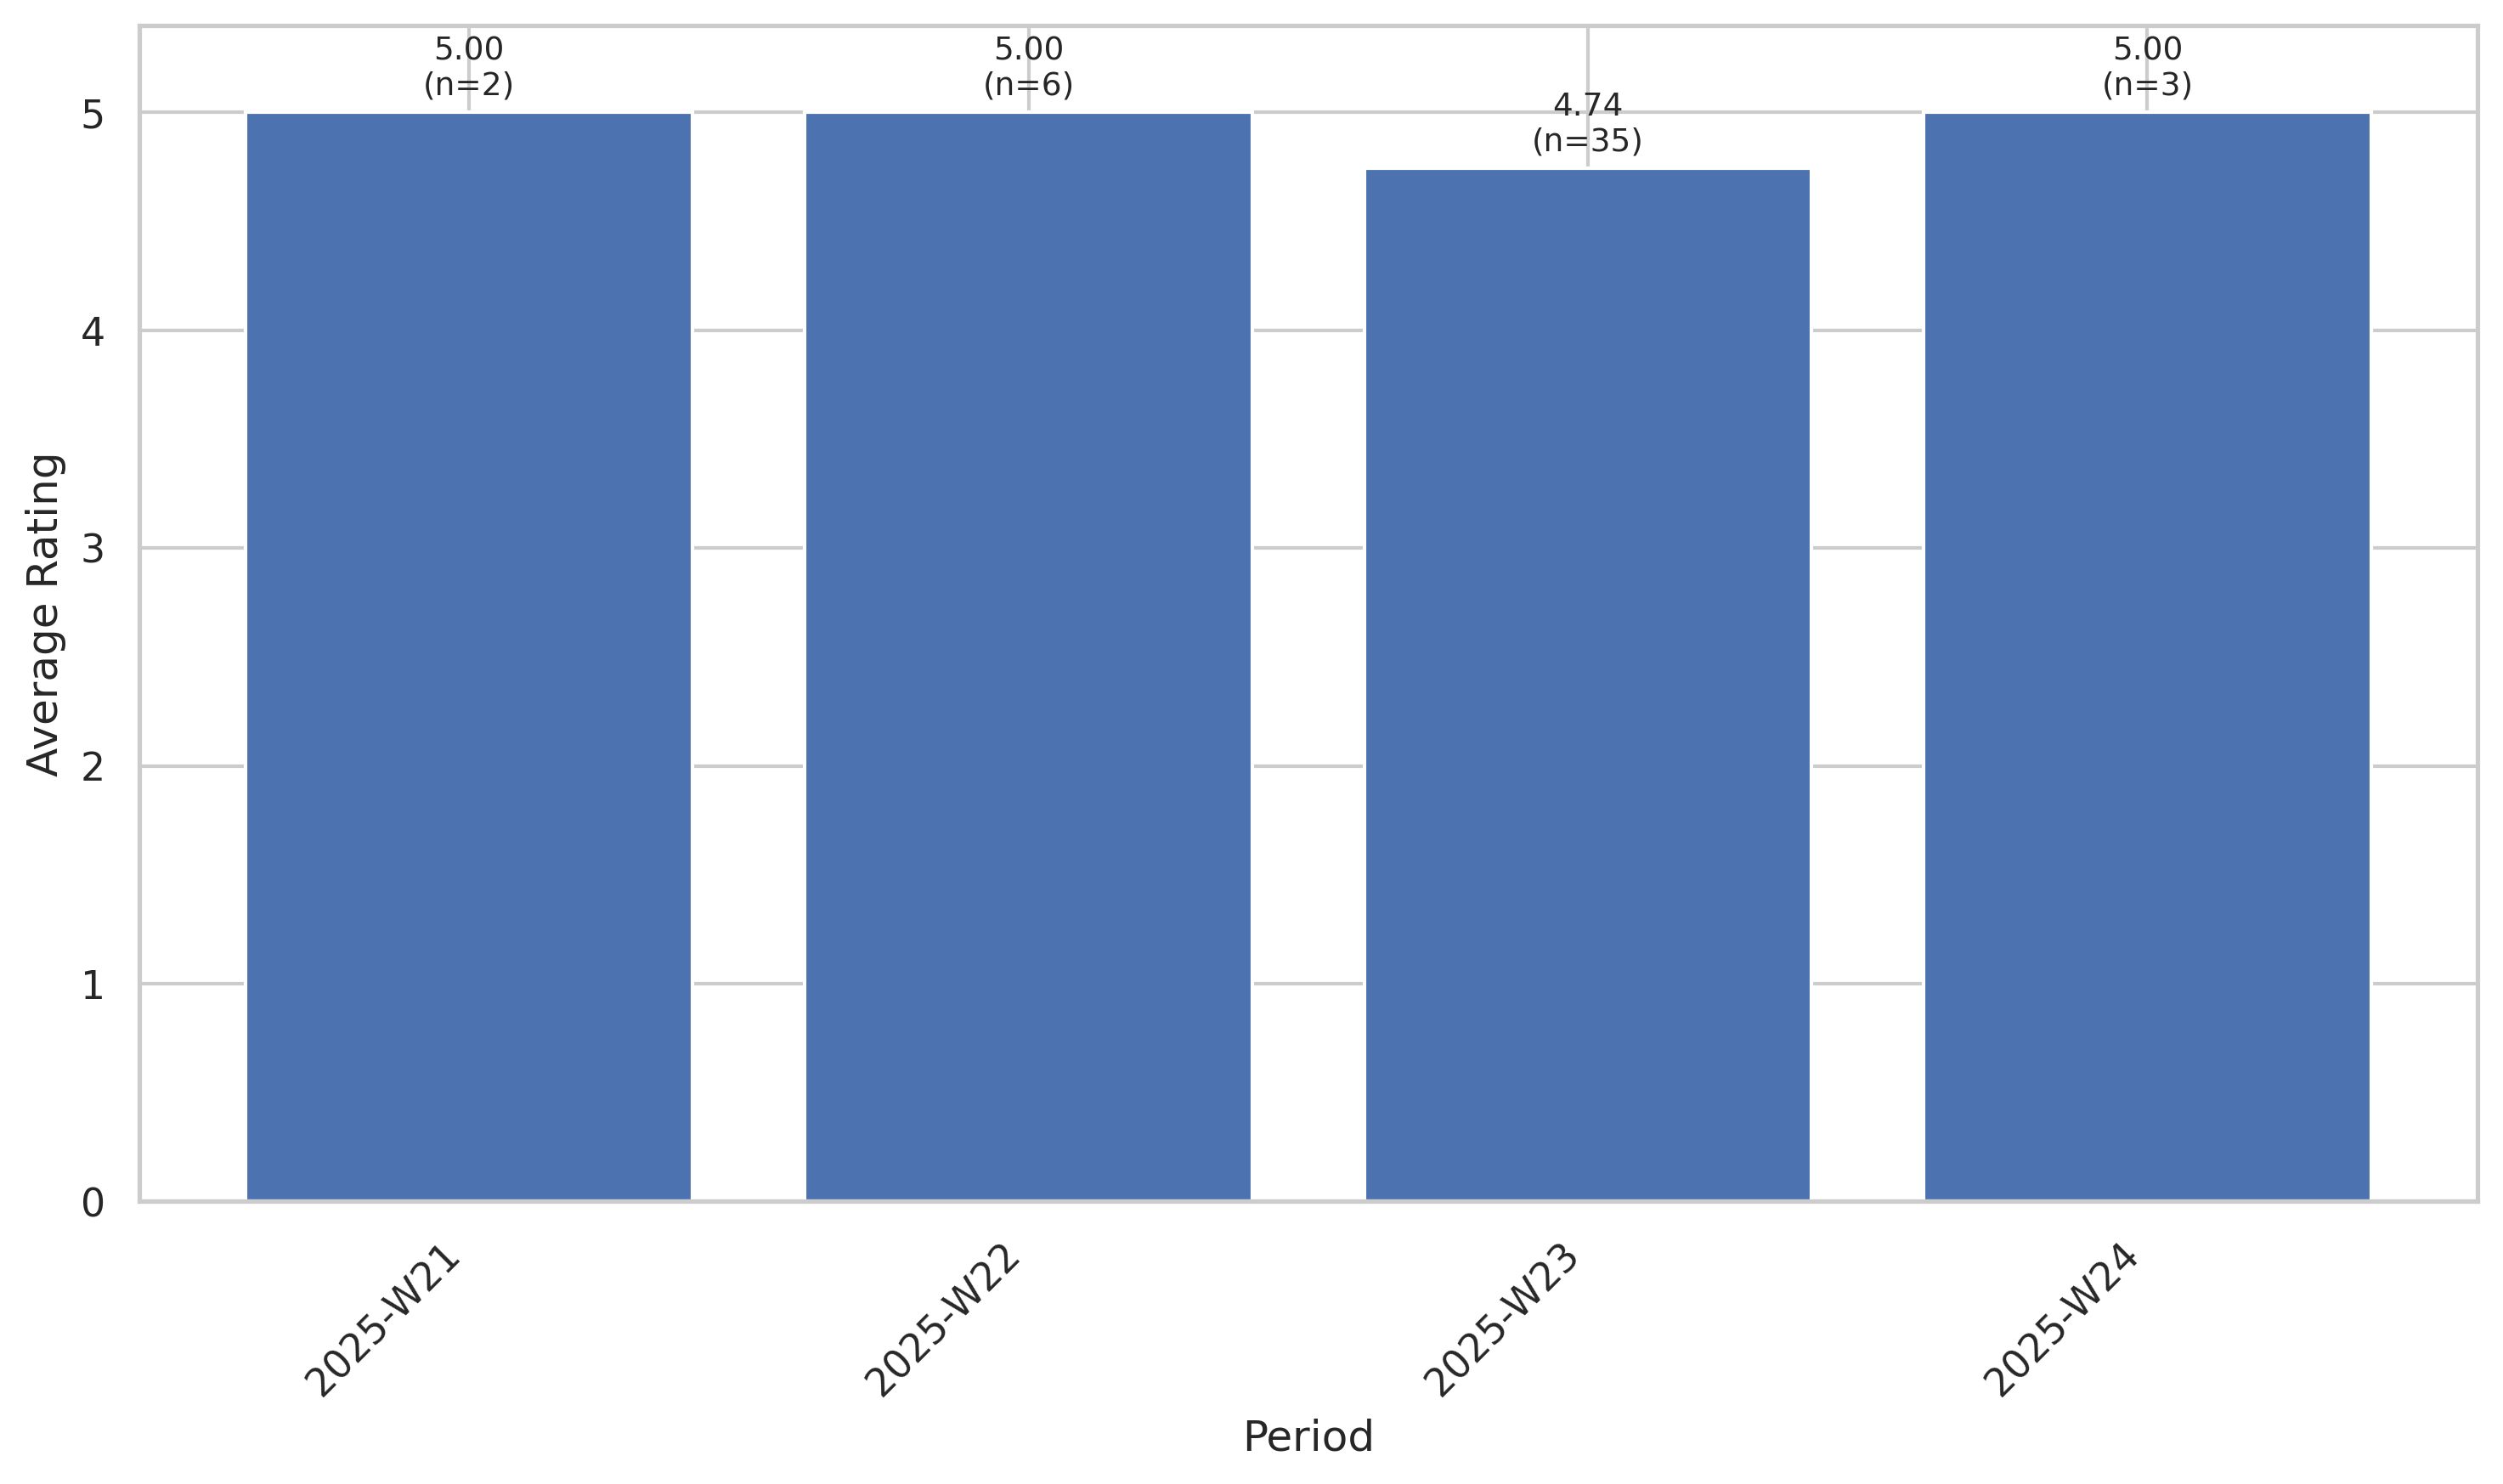 5.00
(n=2)
5.00
(n=6)
4.74
(n=35)
5.00
(n=3)
5
4
3
2
1
0
Average Rating
2025-W21
2025-W22
2025-W23
2025-W24
Period